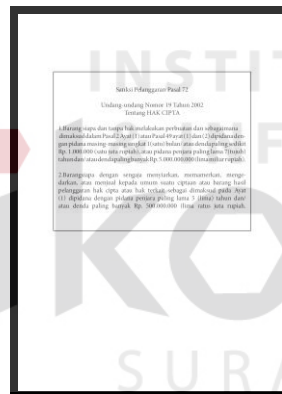 INSTIT
F
Sanksi Pelanggaran Pasal 72
Undang-undang Nomor 19 Tahun 2002
Tentang HAK CIPTA
1.Barang siapa dan tanpa hak melakukan perbuatan dan sebagaimana
dimaksud dalam Pasal 2 Ayat (1) atau Pasal 49 ayat (1) dan (2) dipidana den-
gan pidana masing-masing singkat 1(satu) bulan/ atau denda paling sedikit
Rp. 1.000.000 (satu juta rupiah), atau pidana penjara paling lama 7(tujuh)
tahun dan/ atau denda paling banyak Rp. 5.000.000.000 (lima miliar rupiah).
2.Barangsiapa dengan sengaja menyiarkan, memamerkan, menge-
darkan, atau menjual kepada umum suatu ciptaan atau barang hasil
pelanggaran hak cipta atau hak terkait sebagai dimaksud pada Ayat
(1) dipidana dengan pidana penjara paling lama 5 (lima) tahun dan/
atau denda paling banyak Rp. 500.000.000 (lima ratus juta rupiah.
KO
SURA